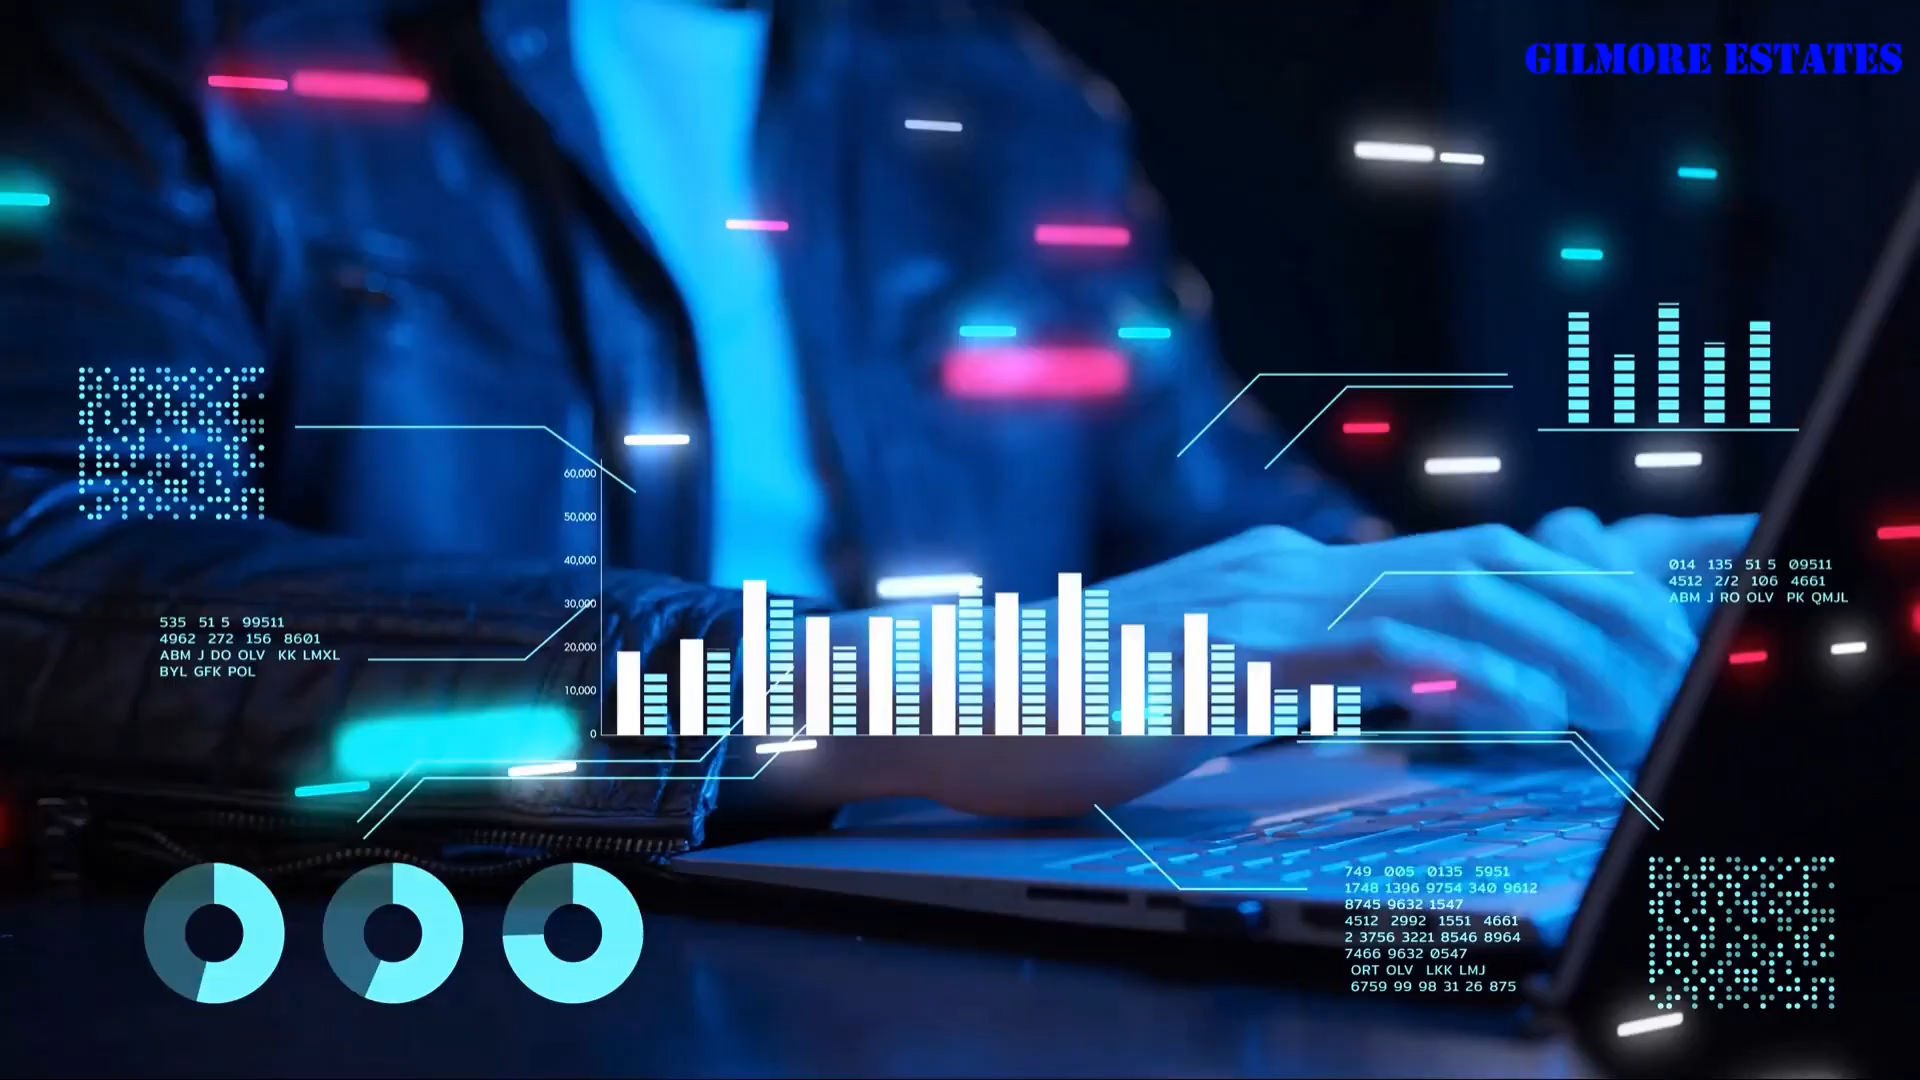 GILMORE ESTATES
60,000
50,000
40,000
30,000
20,000
10,000
0
014 135 51 5 09511
4512 2/2 106 4661
ABM J RO OLV PK QMJL
535 51 5 99511
4962 272 156 8601
ABM J DO OLV KK LMXL
BYL GFK POL
749 005 0135 5951
1748 1396 9754 340 9612
8745 9632 1547
4512 2992 1551 4661
2 3756 3221 8546 8964
7466 9632 0547
ORT OLV LKK LMJ
6759 99 98 31 26 875